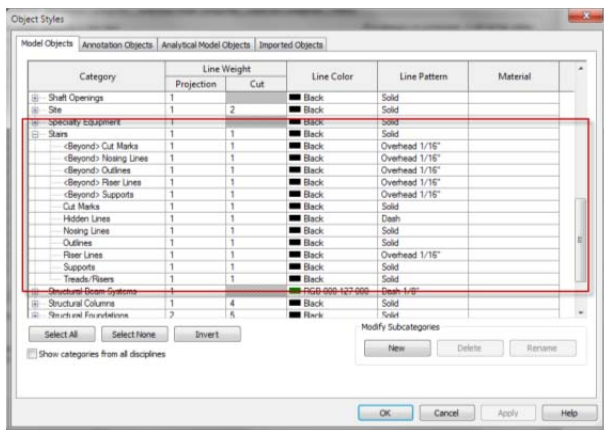 Object Styles
Model Objects Annotation Objects Analytical Model Objects Imported Objects
Category Line Weight Line Color Line Pattern Material
Projection Cut
Shaft Openings 1 Black Solid
Site 1 2 Black Solid
Specialty Equipment 1 Black Solid
Stairs 1 1 Black Solid
<Beyond> Cut Marks 1 1 Black Overhead 1/16"
<Beyond> Nosing Lines 1 1 Black Overhead 1/16"
<Beyond> Outlines 1 1 Black Overhead 1/16"
<Beyond> Riser Lines 1 1 Black Overhead 1/16"
<Beyond> Supports 1 1 Black Overhead 1/16"
Cut Marks 1 1 Black Solid
Hidden Lines 1 1 Black Dash
Nosing Lines 1 1 Black Solid
Outlines 1 1 Black Solid
Riser Lines 1 1 Black Overhead 1/16"
Supports 1 1 Black Solid
Treads/Risers 1 1 Black Solid
Structural Beam Systems 1 RGB 000-127-000 Dash 1/8"
Structural Columns 1 4 Black Solid
Structural Foundations 2 5 Black Solid
Select All Select None Invert
Show categories from all disciplines
Modify Subcategories
New Delete Rename
OK Cancel Apply Help